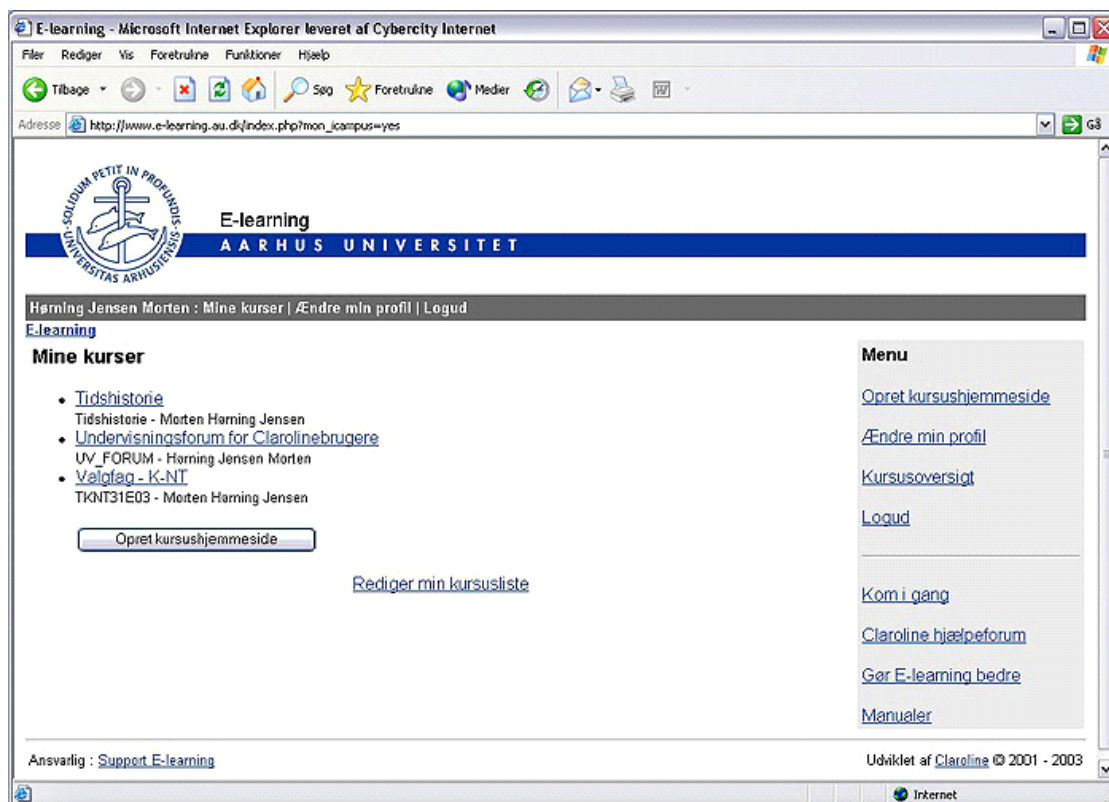 E-learning - Microsoft Internet Explorer leveret af Cybercity Internet
Filer Rediger Vis Foretrukne Funktioner Hjælp
Tilbage Søg Foretrukne Medier
Adresse http://www.e-learning.au.dk/index.php?mon_icampus=yes Gå
SOLIDUM PETIT IN PROFUNDIS
UNIVERSITAS ARHUSIENSIS
E-learning
AARHUS UNIVERSITET
Hørning Jensen Morten : Mine kurser | Ændre min profil | Logud
E-learning
Mine kurser
Tidshistorie
Tidshistorie - Morten Hørning Jensen
Undervisningsforum for Clarolinebrugere
UV_FORUM - Hørning Jensen Morten
Valgfag - K-NT
TKNT31E03 - Morten Hørning Jensen
Opret kursushjemmeside
Rediger min kursusliste
Menu
Opret kursushjemmeside
Ændre min profil
Kursusoversigt
Logud
Kom i gang
Claroline hjælpeforum
Gør E-learning bedre
Manualer
Ansvarlig : Support E-learning
Udviklet af Claroline © 2001 - 2003
Internet